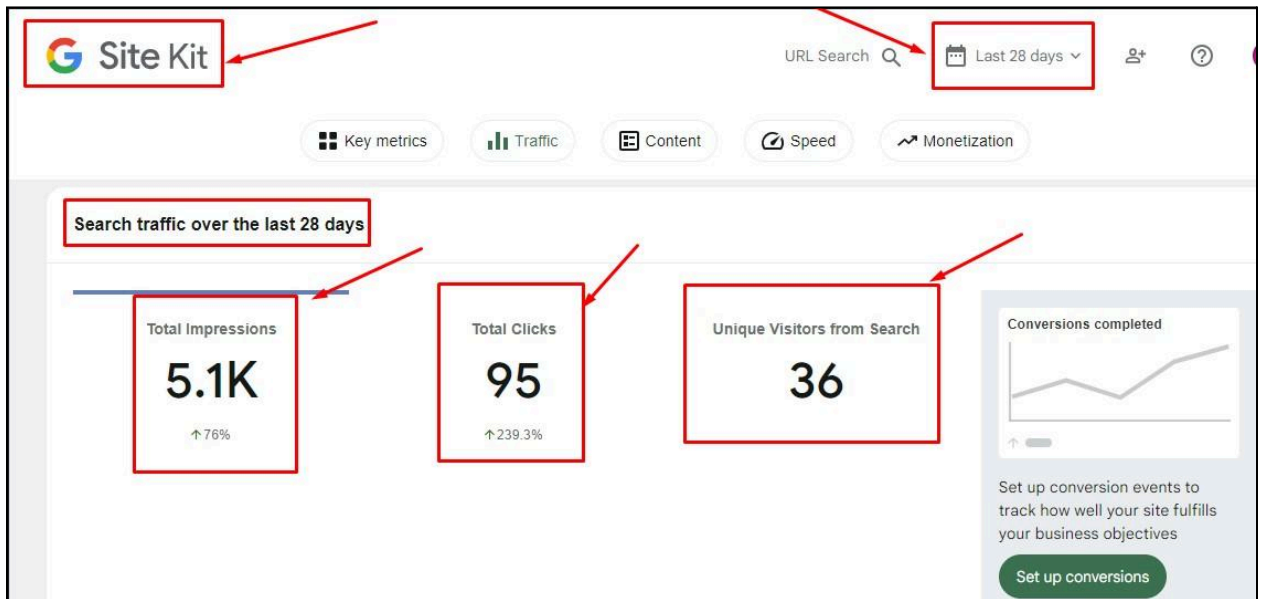 G Site Kit
URL Search
Last 28 days
Key metrics
Traffic
Content
Speed
Monetization
Search traffic over the last 28 days
Total Impressions
5.1K
↑76%
Total Clicks
95
↑239.3%
Unique Visitors from Search
36
Conversions completed
↑
Set up conversion events to
track how well your site fulfills
your business objectives
Set up conversions